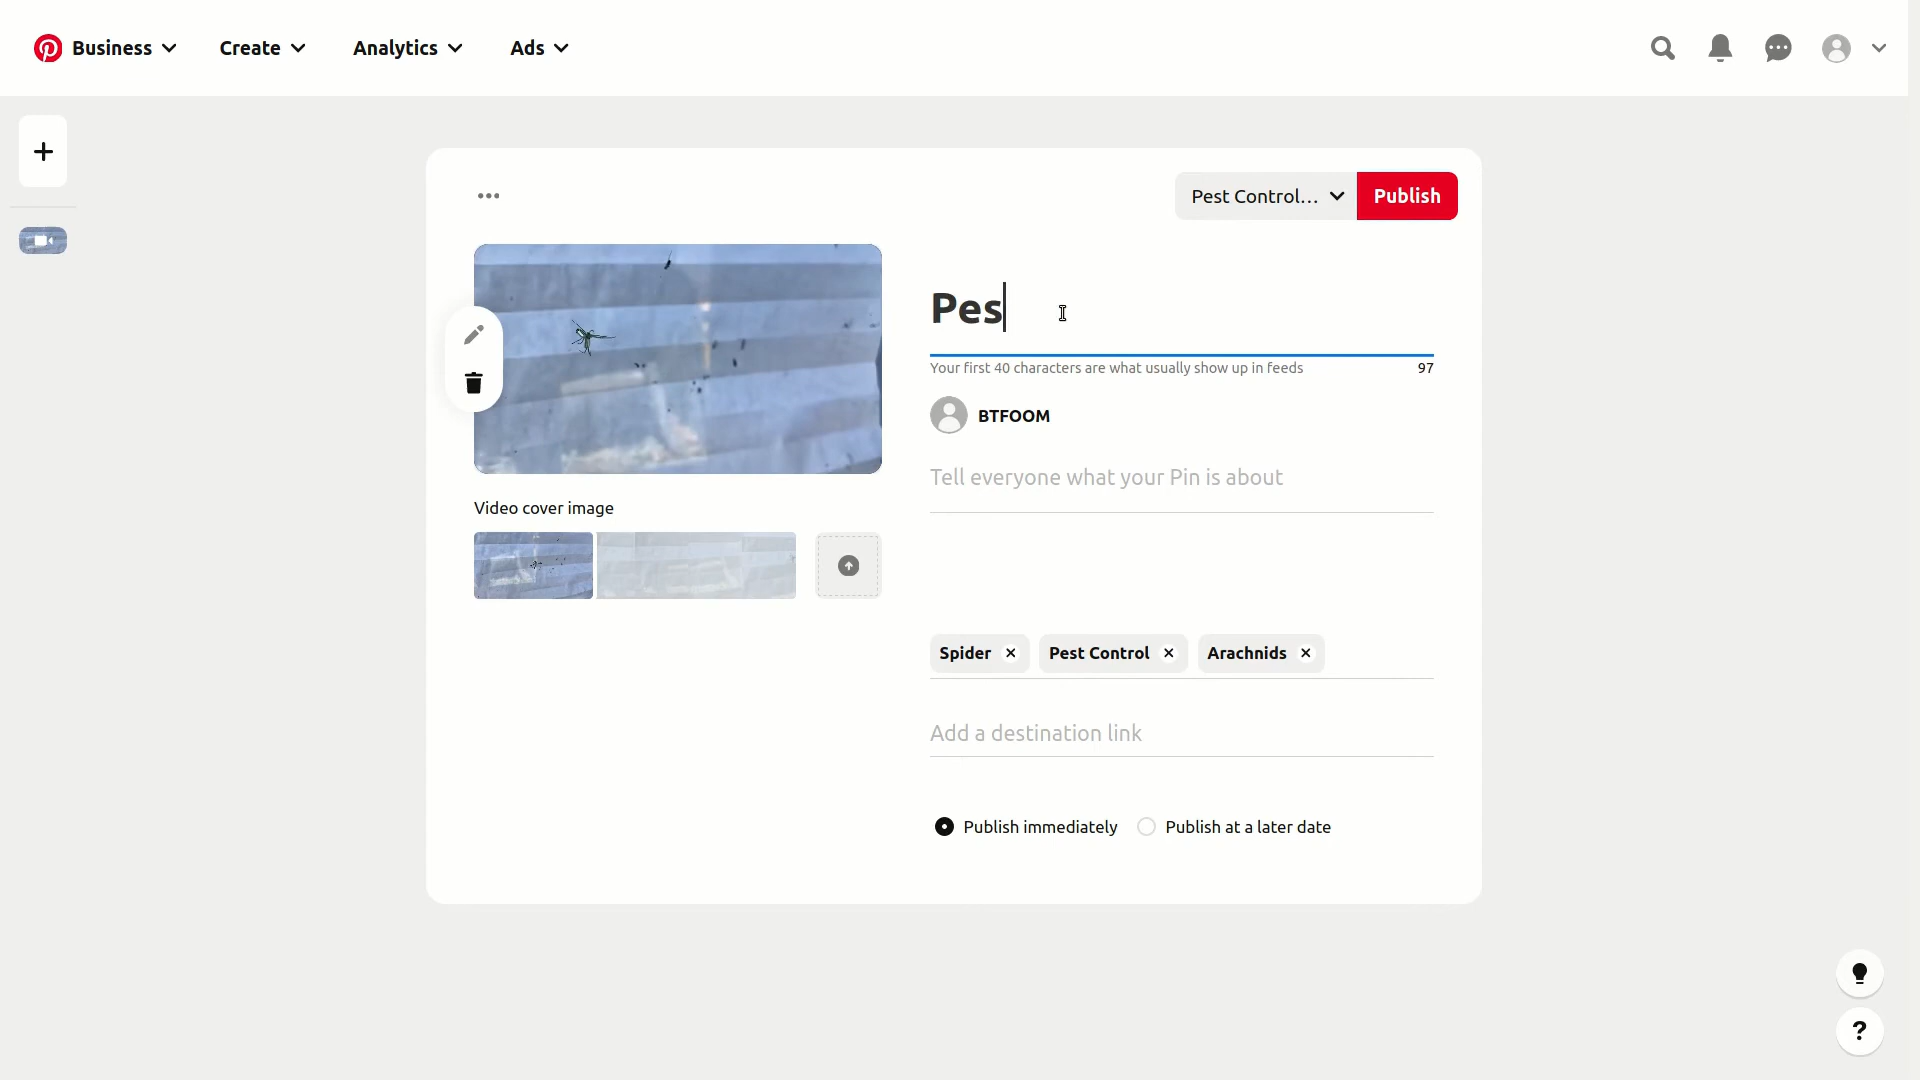 Business Create Analytics Ads
Pest Control... Publish
Pes
Your first 40 characters are what usually show up in feeds 97
BTFOOM
Tell everyone what your Pin is about
Video cover image
Spider × Pest Control × Arachnids ×
Add a destination link
Publish immediately Publish at a later date
?